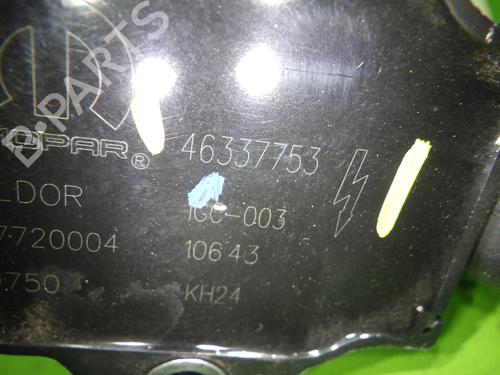 B-PARTS
OPAR® 46337753
LDOR IGC-003
7720004 10643
750 KH24